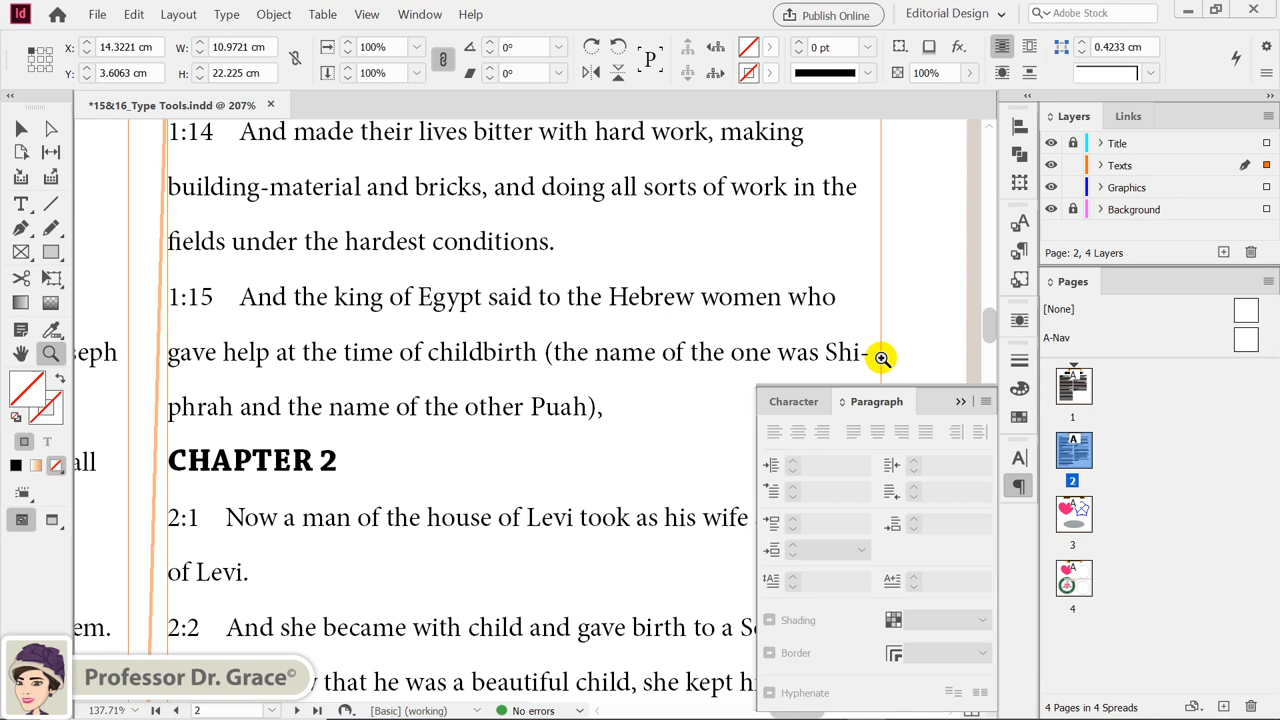 Id File Edit Layout Type Object Table View Window Help Publish Online Editorial Design Adobe Stock
X: 14.3221 cm W: 10.9721 cm 100% 0° P 0 pt fx. 0.4233 cm
Y: 3.6063 cm H: 22.225 cm 100% 0° 100%
*15&16_Type Tools.indd @ 207%
1:14 And made their lives bitter with hard work, making
building-material and bricks, and doing all sorts of work in the
fields under the hardest conditions.
1:15 And the king of Egypt said to the Hebrew women who
seph gave help at the time of childbirth (the name of the one was Shi-
phrah and the name of the other Puah),
all CHAPTER 2
2:1 Now a man of the house of Levi took as his wife
of Levi.
em. 2:2 And she became with child and gave birth to a
that he was a beautiful child, she kept
Character Paragraph
Shading
Border
Hyphenate
Layers Links
Title
Texts
Graphics
Background
Page: 2, 4 Layers
Pages
[None]
A-Nav
A
1
A
2
A
3
A
4
4 Pages in 4 Spreads
Professor Dr. Grace©
137.71% 2 [Basic] (working) No errors